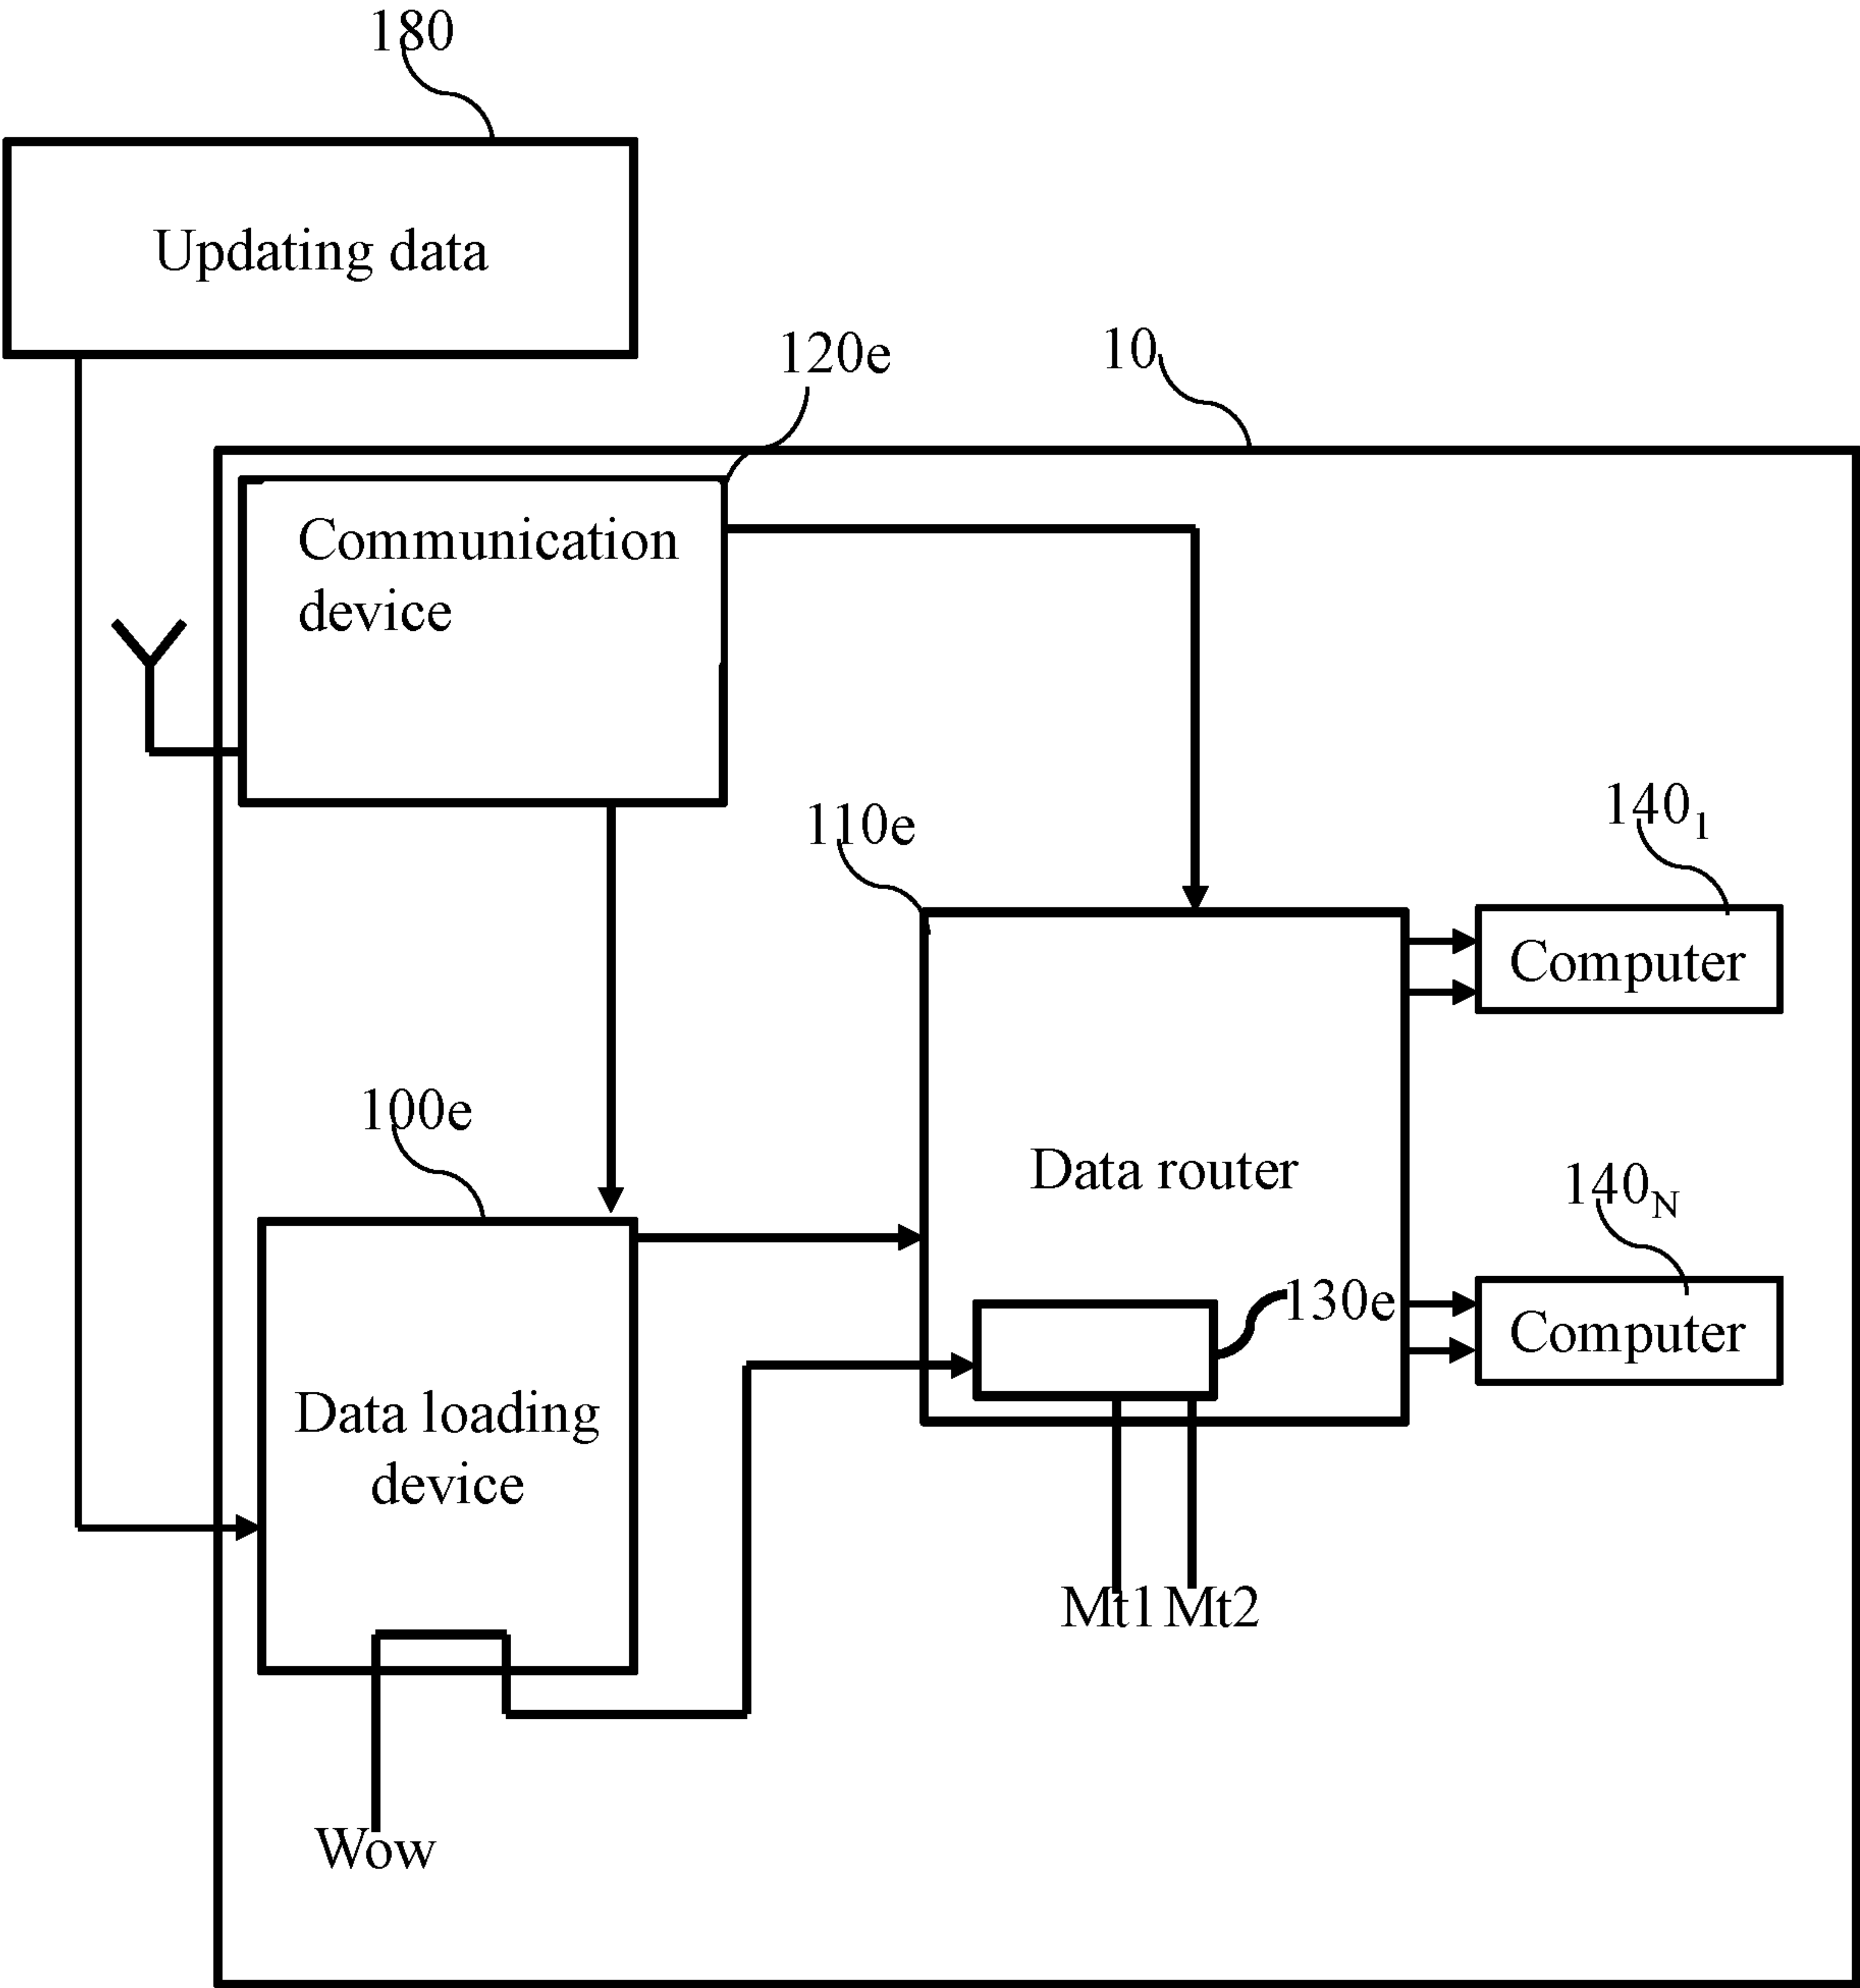 180
Updating data
120e
10
Communication
device
110e
140₁
Computer
100e
Data router
140_N
130e
Computer
Data loading
device
Mt1 Mt2
Wow